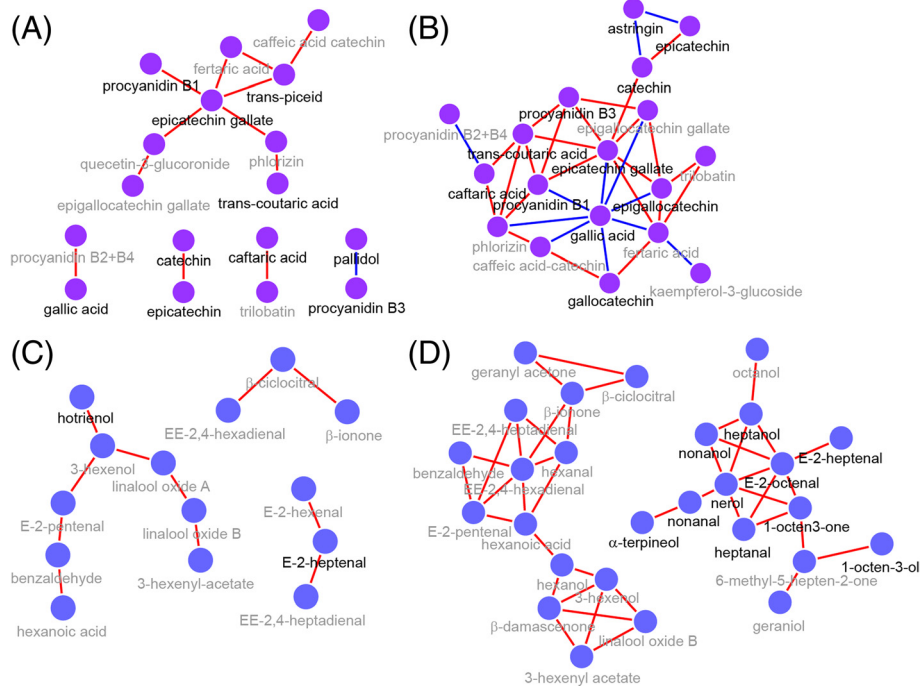 (A)
caffeic acid catechin
fertaric acid
procyanidin B1
trans-piceid
epicatechin gallate
quecetin-3-glucoronide
phlorizin
epigallocatechin gallate
trans-coutaric acid
procyanidin B2+B4
catechin
caftaric acid
pallidol
gallic acid
epicatechin
trilobatin
procyanidin B3
(B)
astringin
epicatechin
catechin
procyanidin B3
epigallocatechin gallate
procyanidin B2+B4
trans-coutaric acid
epicatechin gallate
trilobatin
caftaric acid
procyanidin B1
epigallocatechin
gallic acid
phlorizin
fertaric acid
caffeic acid-catechin
kaempferol-3-glucoside
gallocatechin
(C)
β-ciclocitral
hotrienol
EE-2,4-hexadienal
β-ionone
3-hexenol
linalool oxide A
E-2-hexenal
E-2-pentenal
linalool oxide B
E-2-heptenal
benzaldehyde
3-hexenyl-acetate
EE-2,4-heptadienal
hexanoic acid
(D)
geranyl acetone
octanol
β-ciclocitral
β-ionone
EE-2,4-heptadienal
heptanol
nonanol
E-2-heptenal
benzaldehyde
hexanal
EE-2,4-hexadienal
E-2-octenal
nerol
E-2-pentenal
nonanal
1-octen3-one
hexanoic acid
α-terpineol
heptanal
1-octen-3-ol
hexanol
3-hexenol
6-methyl-5-hepten-2-one
β-damascenone
geraniol
linalool oxide B
3-hexenyl acetate